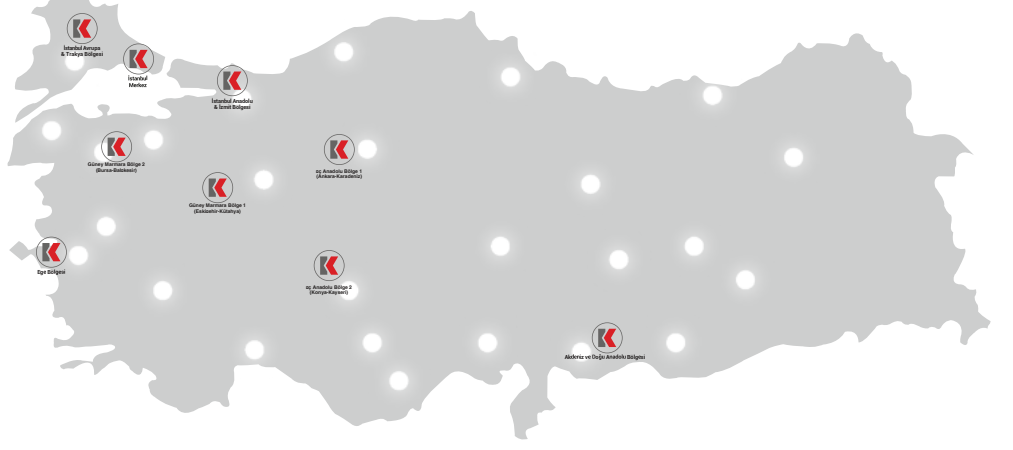 İstanbul Avrupa
& Trakya Bölgesi
İstanbul
Merkez
İstanbul Anadolu
& İzmit Bölgesi
Güney Marmara Bölge 2
(Bursa-Balıkesir)
İç Anadolu Bölge 1
(Ankara-Karadeniz)
Güney Marmara Bölge 1
(Eskişehir-Kütahya)
Ege Bölgesi
İç Anadolu Bölge 2
(Konya-Kayseri)
Akdeniz ve Doğu Anadolu Bölgesi